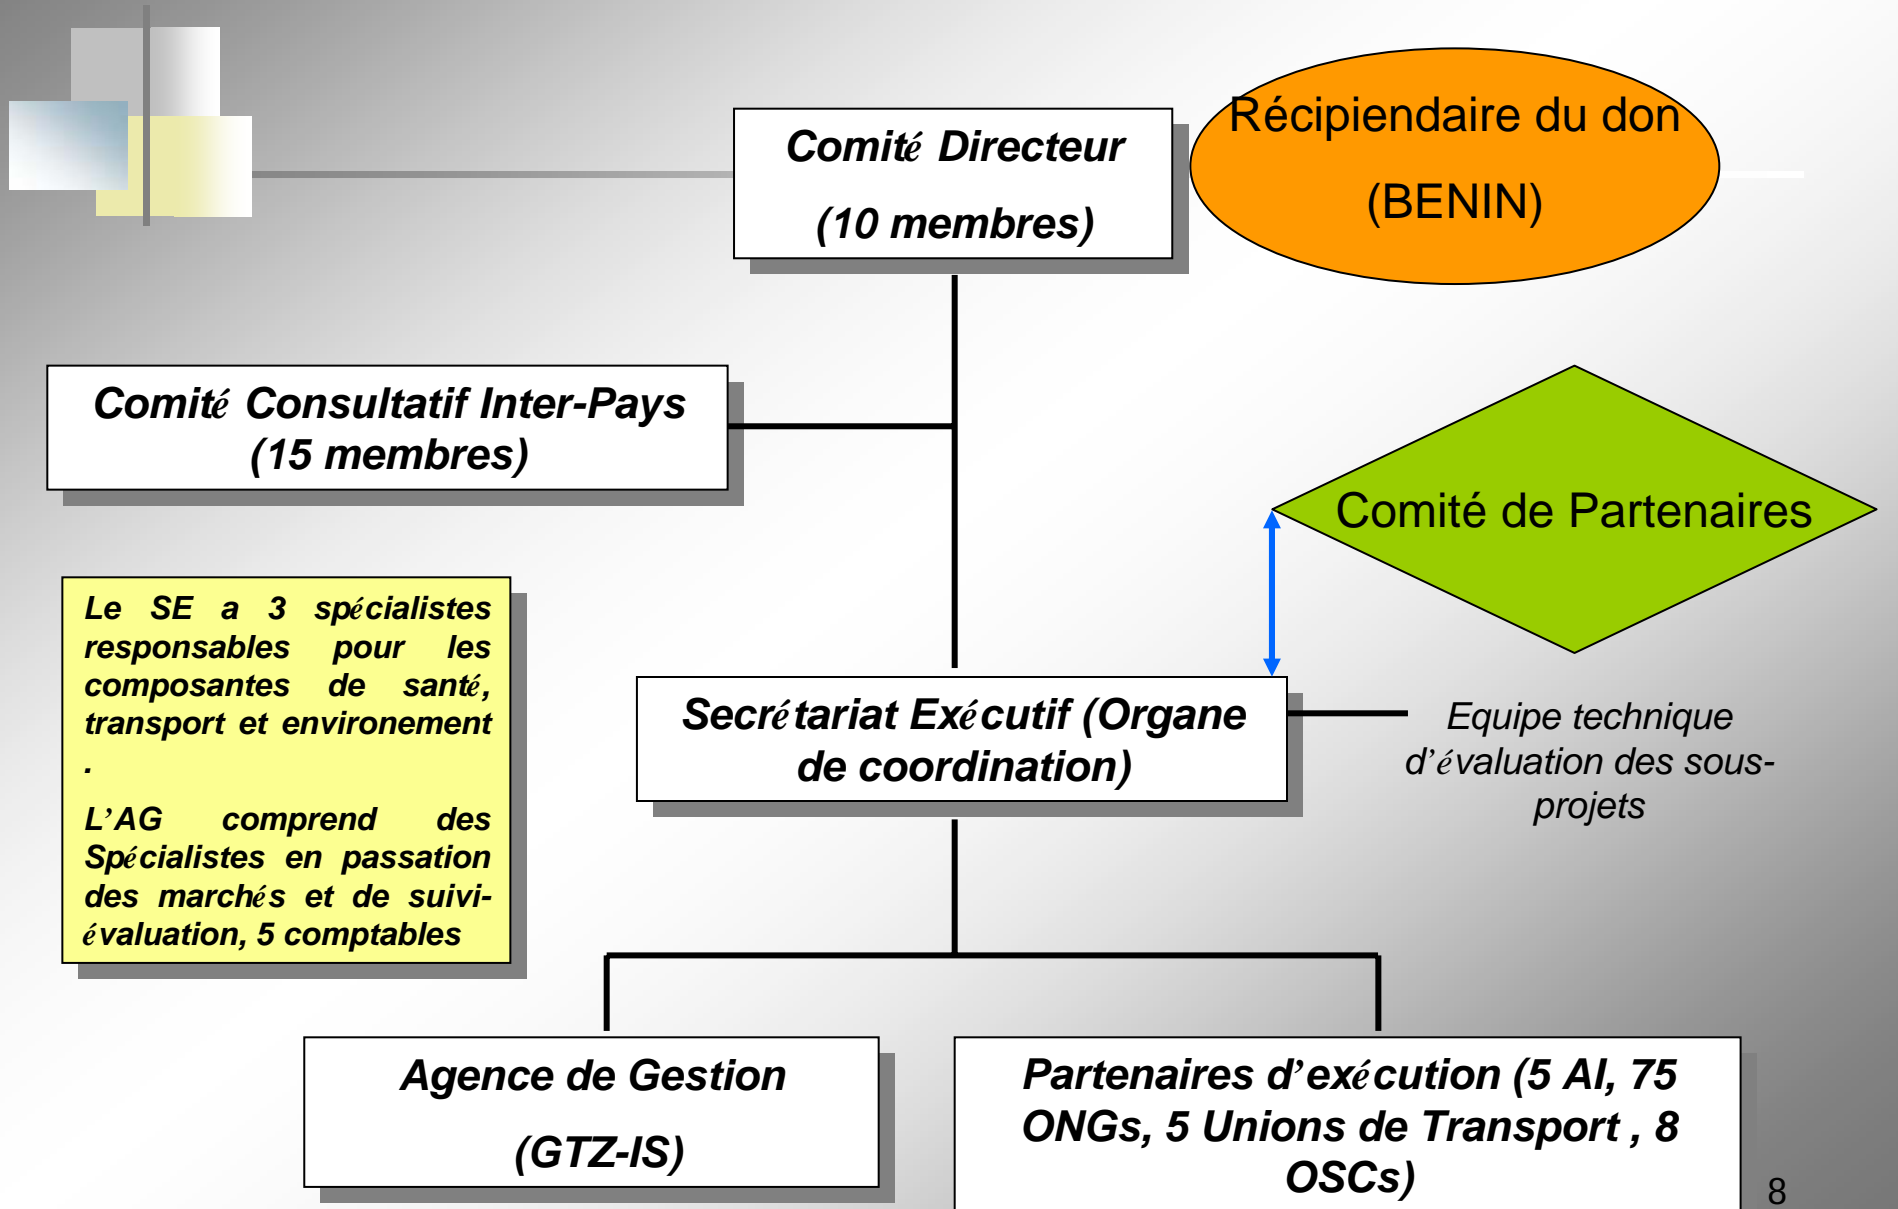 Comité Directeur
(10 membres)
Récipiendaire du don
(BENIN)
Comité Consultatif Inter-Pays
(15 membres)
Comité de Partenaires
Le SE a 3 spécialistes
responsables pour les
composantes de santé,
transport et environement
.
L’AG comprend des
Spécialistes en passation
des marchés et de suivi-
évaluation, 5 comptables
Secrétariat Exécutif (Organe
de coordination)
Equipe technique
d’évaluation des sous-
projets
Agence de Gestion
(GTZ-IS)
Partenaires d’exécution (5 AI, 75
ONGs, 5 Unions de Transport , 8
OSCs)
8